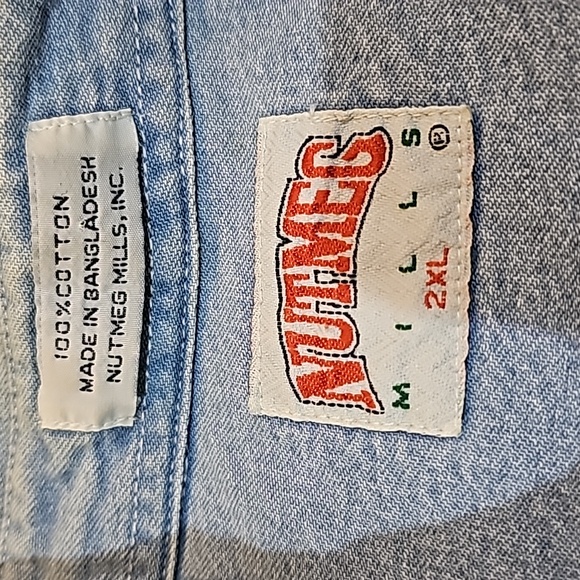 100% COTTON
MADE IN BANGLADESH
NUTMEG MILLS, INC.
NUTMEG
MILLS ®
2XL